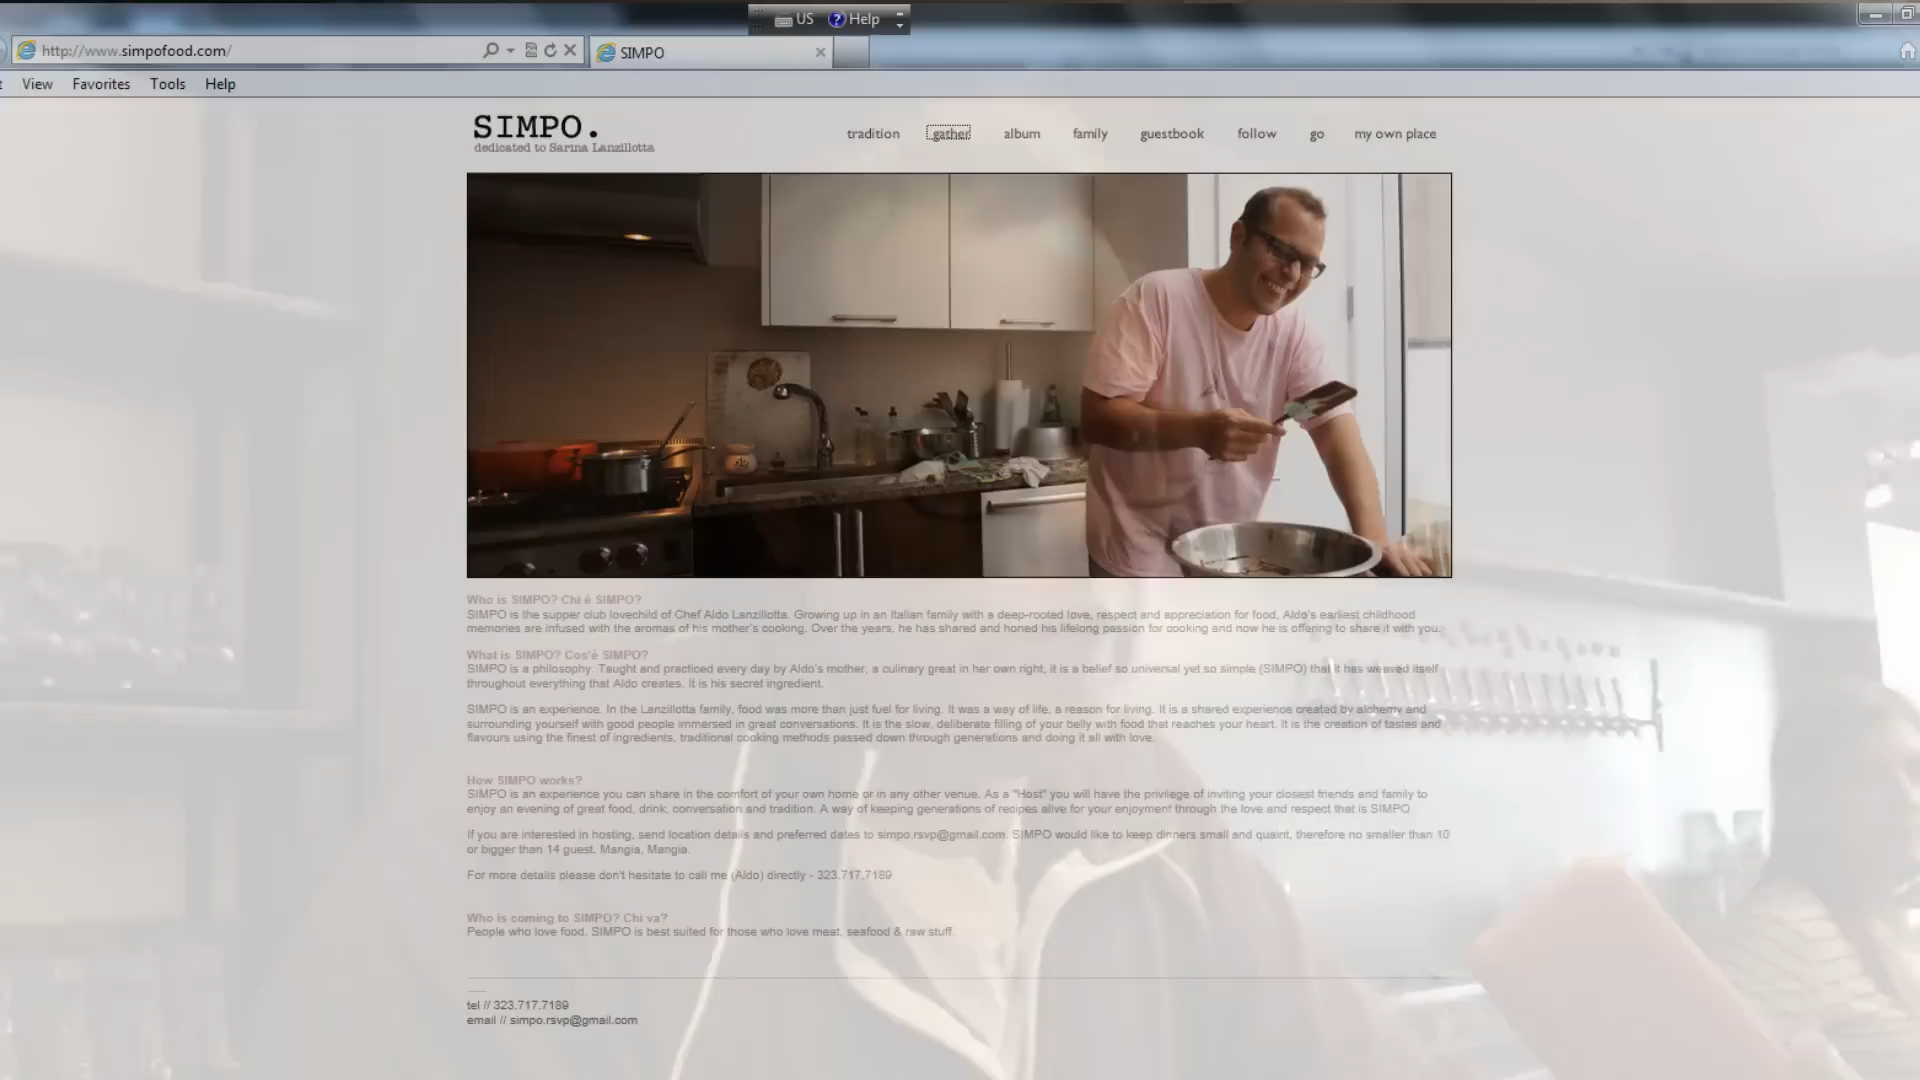 US Help
http://www.simpofood.com/
SIMPO
View Favorites Tools Help
SIMPO.
dedicated to Sarina Lanzillotta
tradition gather album family guestbook follow go my own place
Who is SIMPO? Chi é SIMPO?
SIMPO is the supper club lovechild of Chef Aldo Lanzillotta. Growing up in an Italian family with a deep-rooted love, respect and appreciation for food, Aldo's earliest childhood
memories are infused with the aromas of his mother's cooking. Over the years, he has shared and honed his lifelong passion for cooking and now he is offering to share it with you.
What is SIMPO? Cos'é SIMPO?
SIMPO is a philosophy. Taught and practiced every day by Aldo's mother, a culinary great in her own right, it is a belief so universal yet so simple (SIMPO) that it has weaved itself
throughout everything that Aldo creates. It is his secret ingredient.
SIMPO is an experience. In the Lanzillotta family, food was more than just fuel for living. It was a way of life, a reason for living. It is a shared experience created by alchemy and
surrounding yourself with good people immersed in great conversations. It is the slow, deliberate filling of your belly with food that reaches your heart. It is the creation of tastes and
flavours using the finest of ingredients, traditional cooking methods passed down through generations and doing it all with love.
How SIMPO works?
SIMPO is an experience you can share in the comfort of your own home or in any other venue. As a "Host" you will have the privilege of inviting your closest friends and family to
enjoy an evening of great food, drink, conversation and tradition. A way of keeping generations of recipes alive for your enjoyment through the love and respect that is SIMPO
If you are interested in hosting, send location details and preferred dates to simpo.rsvp@gmail.com. SIMPO would like to keep dinners small and quaint, therefore no smaller than 10
or bigger than 14 guest. Mangia, Mangia.
For more details please don't hesitate to call me (Aldo) directly - 323.717.7189
Who is coming to SIMPO? Chi va?
People who love food. SIMPO is best suited for those who love meat, seafood & raw stuff.
tel // 323.717.7189
email // simpo.rsvp@gmail.com